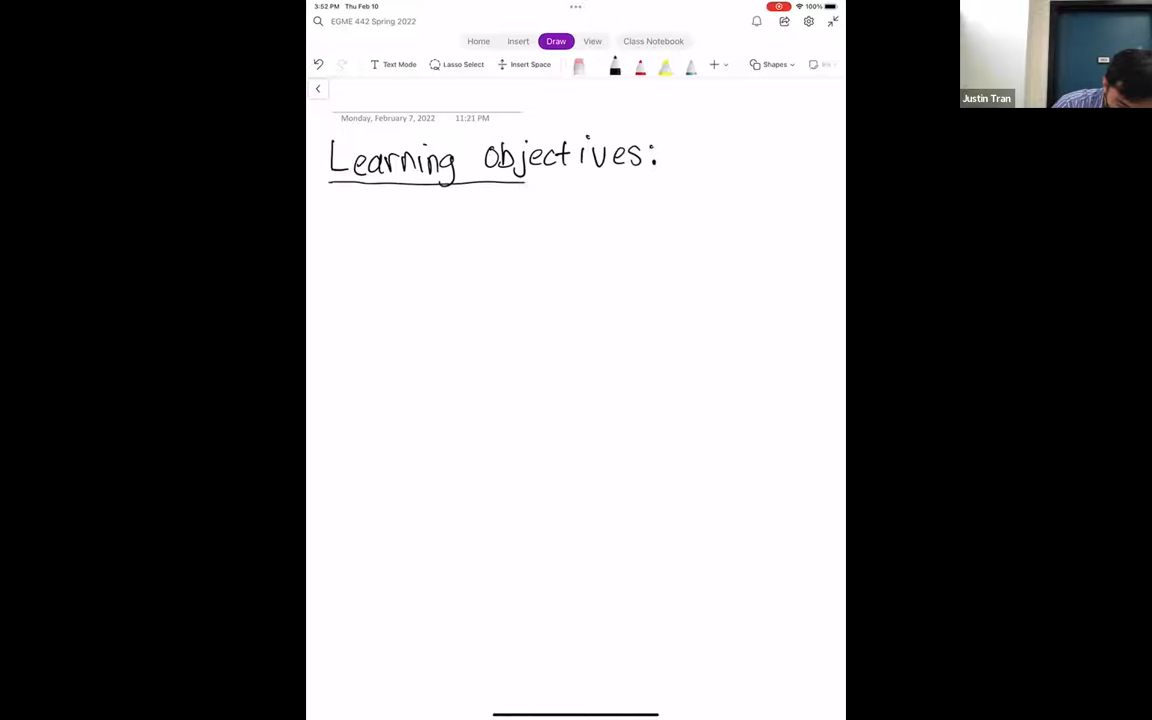 3:52 PM Thu Feb 10
100%
EGME 442 Spring 2022
Home Insert Draw View Class Notebook
Text Mode Lasso Select Insert Space Shapes
Justin Tran
Monday, February 7, 2022 11:21 PM
Learning objectives: